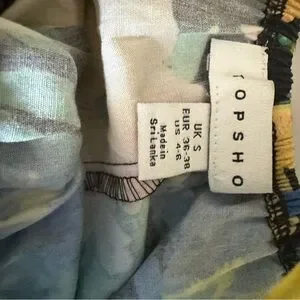 OPSHO
UK S
EUR 36-38
US 4-6
Made in
Sri Lanka